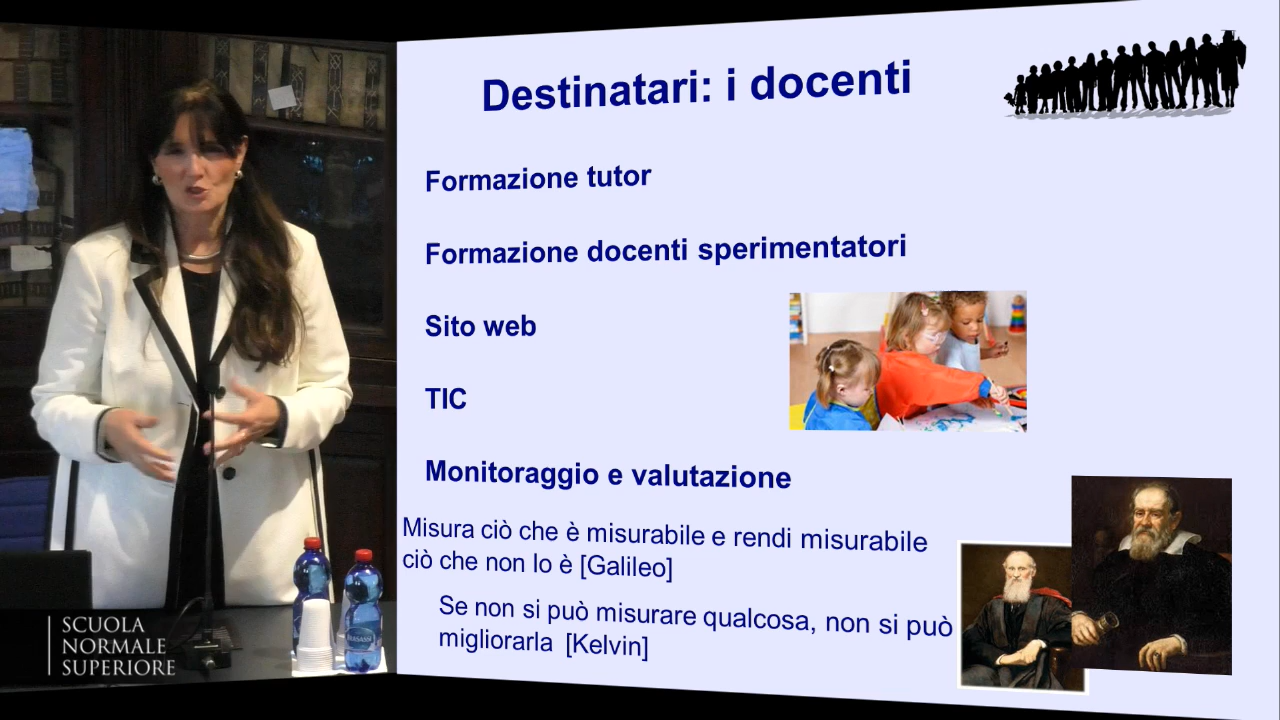 Destinatari: i docenti
Formazione tutor
Formazione docenti sperimentatori
Sito web
TIC
Monitoraggio e valutazione
Misura ciò che è misurabile e rendi misurabile
ciò che non lo è [Galileo]
Se non si può misurare qualcosa, non si può
migliorarla [Kelvin]
SCUOLA
NORMALE
SUPERIORE